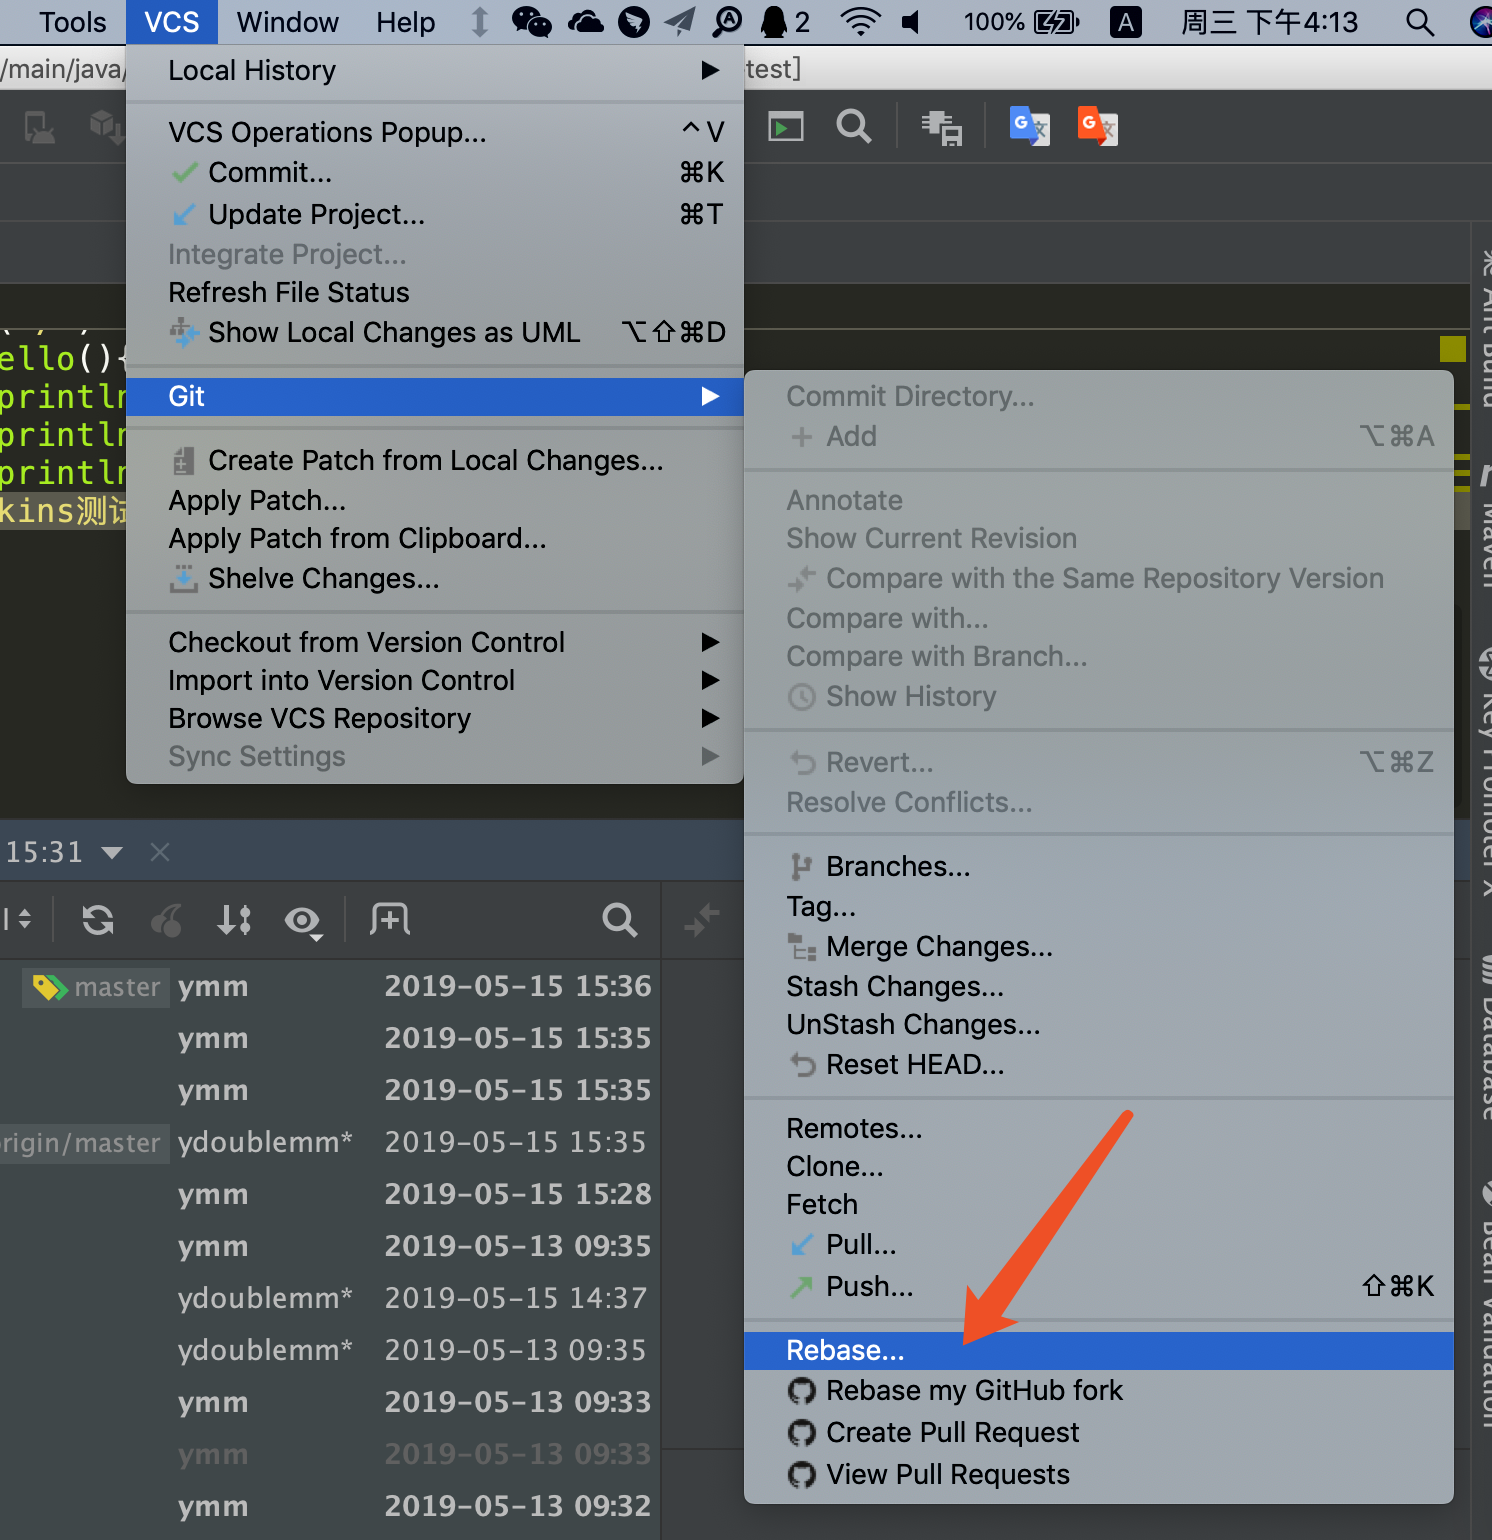 Tools VCS Window Help 2 100% A 周三 下午4:13
/main/java/ test]
Local History
VCS Operations Popup... ^V
Commit... ⌘K
Update Project... ⌘T
Integrate Project...
Refresh File Status
Show Local Changes as UML ⌥⇧⌘D
Git
Create Patch from Local Changes...
Apply Patch...
Apply Patch from Clipboard...
Shelve Changes...
Checkout from Version Control
Import into Version Control
Browse VCS Repository
Sync Settings
Commit Directory...
Add ⌥⌘A
Annotate
Show Current Revision
Compare with the Same Repository Version
Compare with...
Compare with Branch...
Show History
Revert... ⌥⌘Z
Resolve Conflicts...
Branches...
Tag...
Merge Changes...
Stash Changes...
UnStash Changes...
Reset HEAD...
Remotes...
Clone...
Fetch
Pull...
Push... ⇧⌘K
Rebase...
Rebase my GitHub fork
Create Pull Request
View Pull Requests
ello(){
println
println
println
kins测试
15:31
master ymm 2019-05-15 15:36
ymm 2019-05-15 15:35
ymm 2019-05-15 15:35
rigin/master ydoublemm* 2019-05-15 15:35
ymm 2019-05-15 15:28
ymm 2019-05-13 09:35
ydoublemm* 2019-05-15 14:37
ydoublemm* 2019-05-13 09:35
ymm 2019-05-13 09:33
ymm 2019-05-13 09:33
ymm 2019-05-13 09:32
Ant Build
Maven
Key Promoter X
Database
Bean Validation